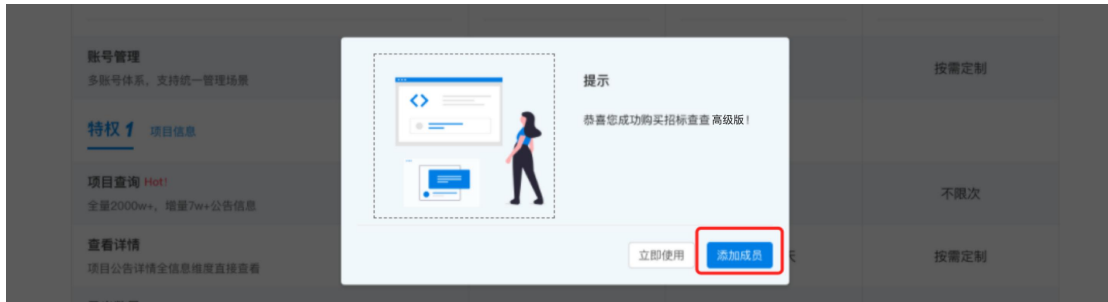 账号管理
多账号体系、支持统一管理场景
按需定制
提示
恭喜您成功购买招标查查高级版！
特权 1 项目信息
项目查询 Hot!
全量2000w+，增量7w+公告信息
不限次
查看详情
项目公告详情全信息维度直接查看
立即使用
添加成员
按需定制